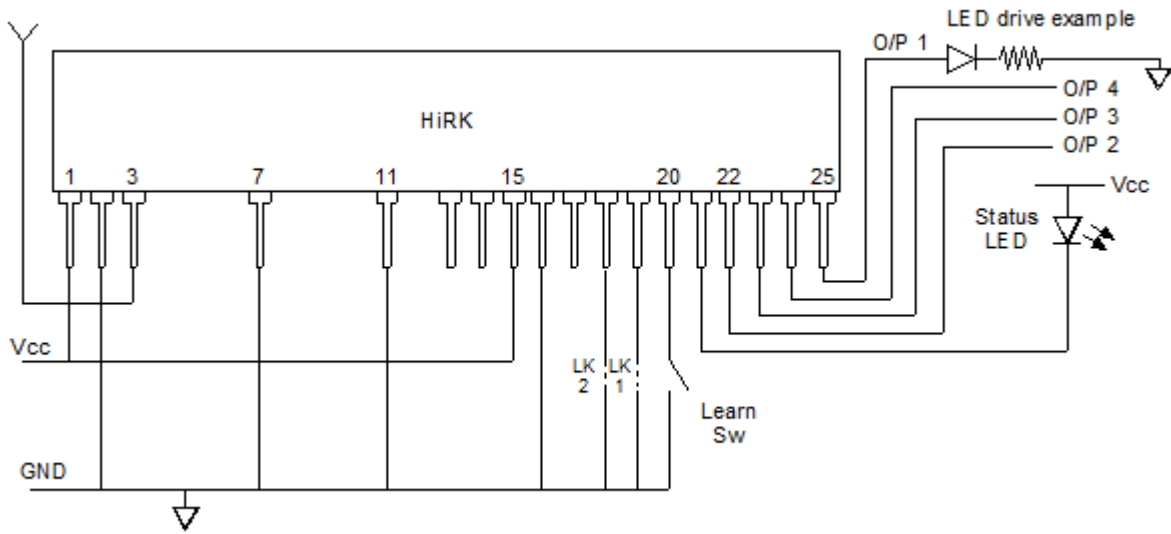 LED drive example
O/P 1
O/P 4
O/P 3
O/P 2
HiRK
1 3 7 11 15 20 22 25
Vcc
Status
LED
Vcc
LK
2
LK
1
Learn
Sw
GND